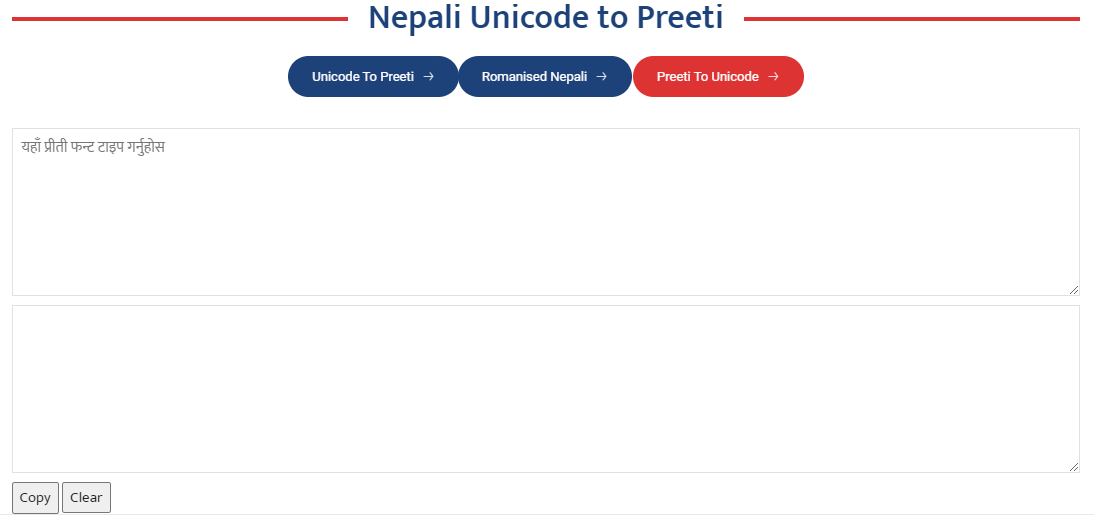 Nepali Unicode to Preeti
Unicode To Preeti → Romanised Nepali → Preeti To Unicode →
यहाँ प्रीती फन्ट टाइप गर्नुहोस
Copy Clear